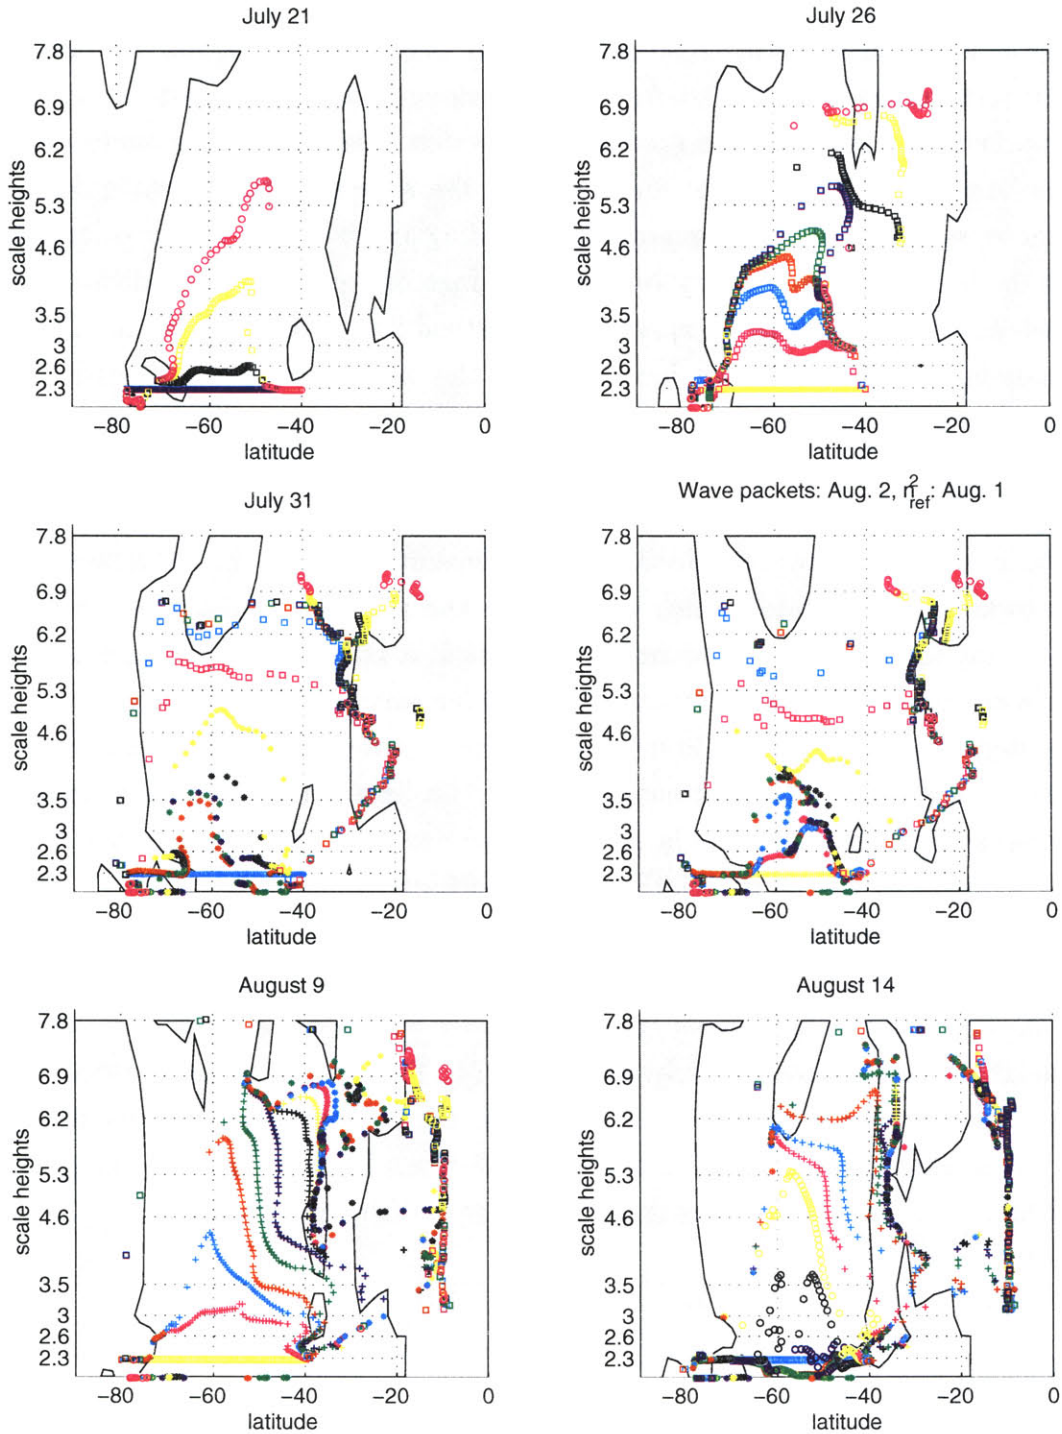 July 21
7.8
6.9
6.2
5.3
4.6
3.5
3
2.6
2.3
scale heights
−80 −60 −40 −20 0
latitude
July 26
7.8
6.9
6.2
5.3
4.6
3.5
3
2.6
2.3
scale heights
−80 −60 −40 −20 0
latitude
July 31
7.8
6.9
6.2
5.3
4.6
3.5
3
2.6
2.3
scale heights
−80 −60 −40 −20 0
latitude
Wave packets: Aug. 2, n²ref: Aug. 1
7.8
6.9
6.2
5.3
4.6
3.5
3
2.6
2.3
scale heights
−80 −60 −40 −20 0
latitude
August 9
7.8
6.9
6.2
5.3
4.6
3.5
3
2.6
2.3
scale heights
−80 −60 −40 −20 0
latitude
August 14
7.8
6.9
6.2
5.3
4.6
3.5
3
2.6
2.3
scale heights
−80 −60 −40 −20 0
latitude